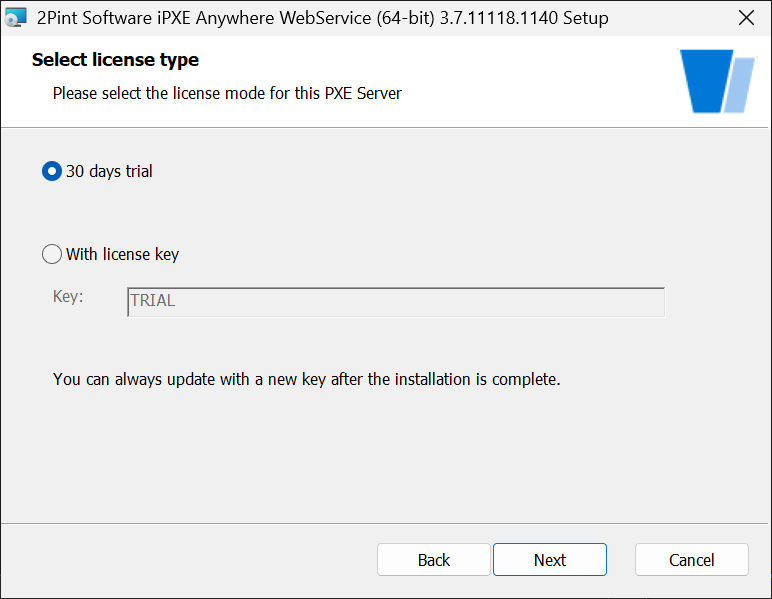 2Pint Software iPXE Anywhere WebService (64-bit) 3.7.11118.1140 Setup
Select license type
Please select the license mode for this PXE Server
30 days trial
With license key
Key:
TRIAL
You can always update with a new key after the installation is complete.
Back
Next
Cancel